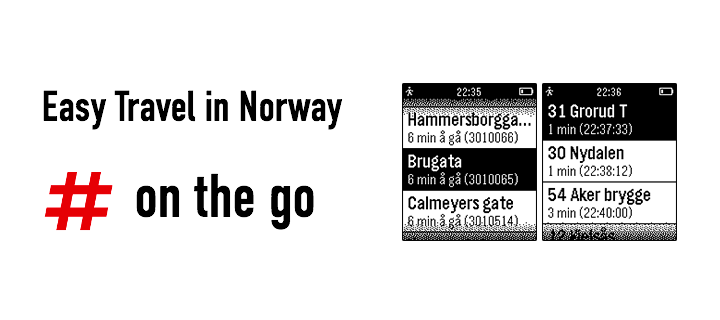 Easy Travel in Norway
# on the go
22:35
Hammersborgga...
6 min å gå (3010066)
Brugata
6 min å gå (3010065)
Calmeyers gate
6 min å gå (3010514)
22:36
31 Grorud T
1 min (22:37:33)
30 Nydalen
1 min (22:38:12)
54 Aker brygge
3 min (22:40:00)